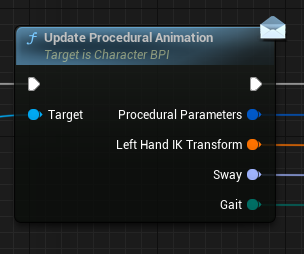 f Update Procedural Animation
Target is Character BPI
Target
Procedural Parameters
Left Hand IK Transform
Sway
Gait